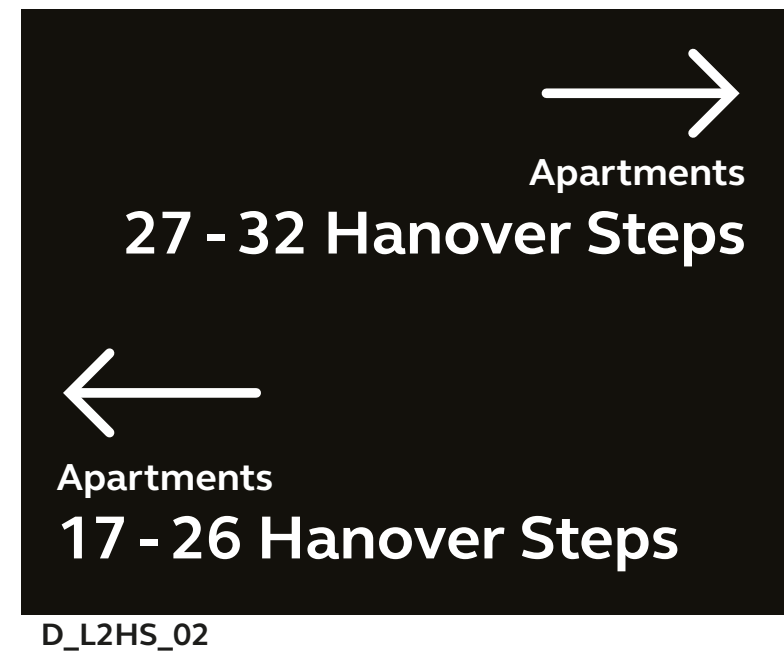 Apartments
27 - 32 Hanover Steps
Apartments
17 - 26 Hanover Steps
D_L2HS_02